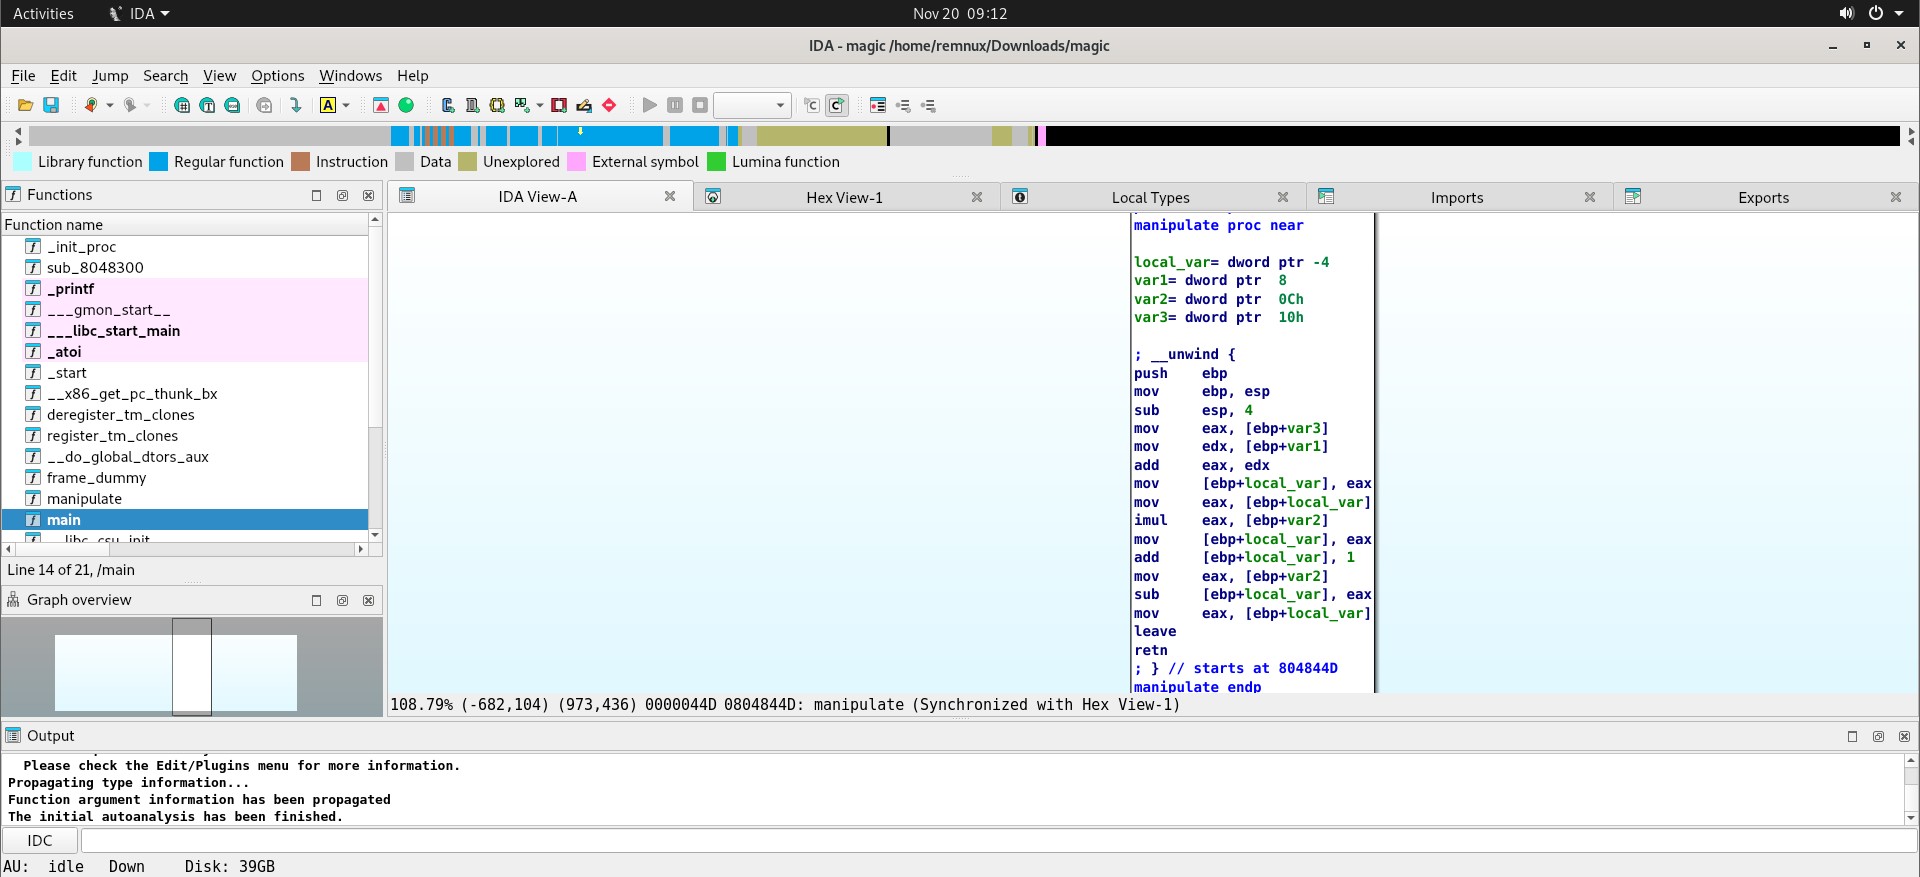 Activities IDA Nov 20 09:12
IDA - magic /home/remnux/Downloads/magic
File Edit Jump Search View Options Windows Help
Library function Regular function Instruction Data Unexplored External symbol Lumina function
Functions
Function name
_init_proc
sub_8048300
_printf
___gmon_start__
___libc_start_main
_atoi
_start
__x86_get_pc_thunk_bx
deregister_tm_clones
register_tm_clones
__do_global_dtors_aux
frame_dummy
manipulate
main
__libc_csu_init
Line 14 of 21, /main
Graph overview
IDA View-A Hex View-1 Local Types Imports Exports
manipulate proc near
local_var= dword ptr -4
var1= dword ptr 8
var2= dword ptr 0Ch
var3= dword ptr 10h
; __unwind {
push ebp
mov ebp, esp
sub esp, 4
mov eax, [ebp+var3]
mov edx, [ebp+var1]
add eax, edx
mov [ebp+local_var], eax
mov eax, [ebp+local_var]
imul eax, [ebp+var2]
mov [ebp+local_var], eax
add [ebp+local_var], 1
mov eax, [ebp+var2]
sub [ebp+local_var], eax
mov eax, [ebp+local_var]
leave
retn
; } // starts at 804844D
manipulate endp
108.79% (-682,104) (973,436) 0000044D 0804844D: manipulate (Synchronized with Hex View-1)
Output
Please check the Edit/Plugins menu for more information.
Propagating type information...
Function argument information has been propagated
The initial autoanalysis has been finished.
IDC
AU: idle Down Disk: 39GB